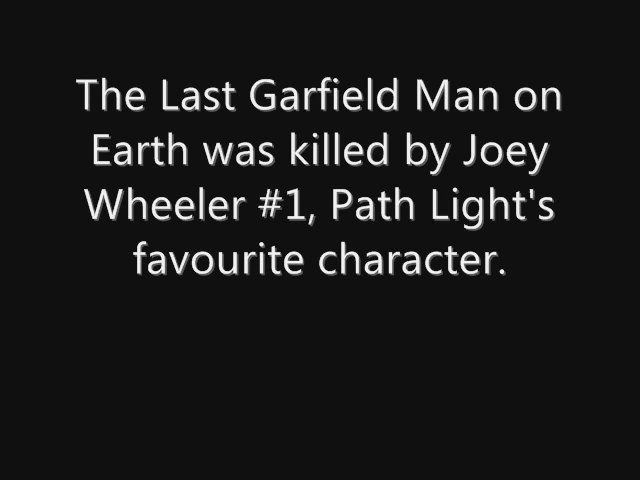 The Last Garfield Man on
Earth was killed by Joey
Wheeler #1, Path Light's
favourite character.